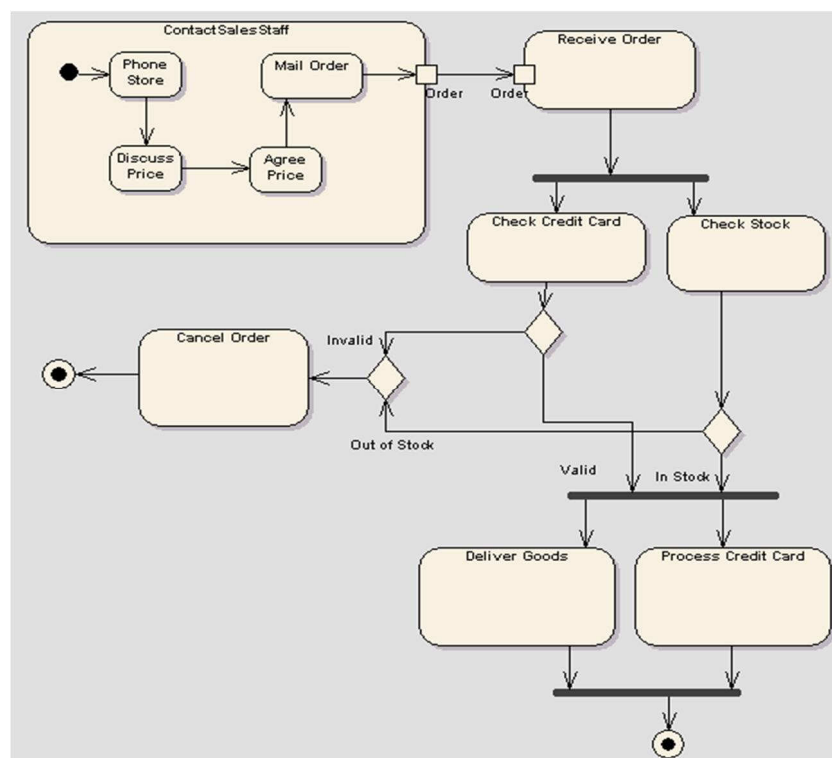 ContactSalesStaff
Phone
Store
Mail Order
Discuss
Price
Agree
Price
Order
Order
Receive Order
Check Credit Card
Check Stock
Cancel Order
Invalid
Out of Stock
Valid
In Stock
Deliver Goods
Process Credit Card